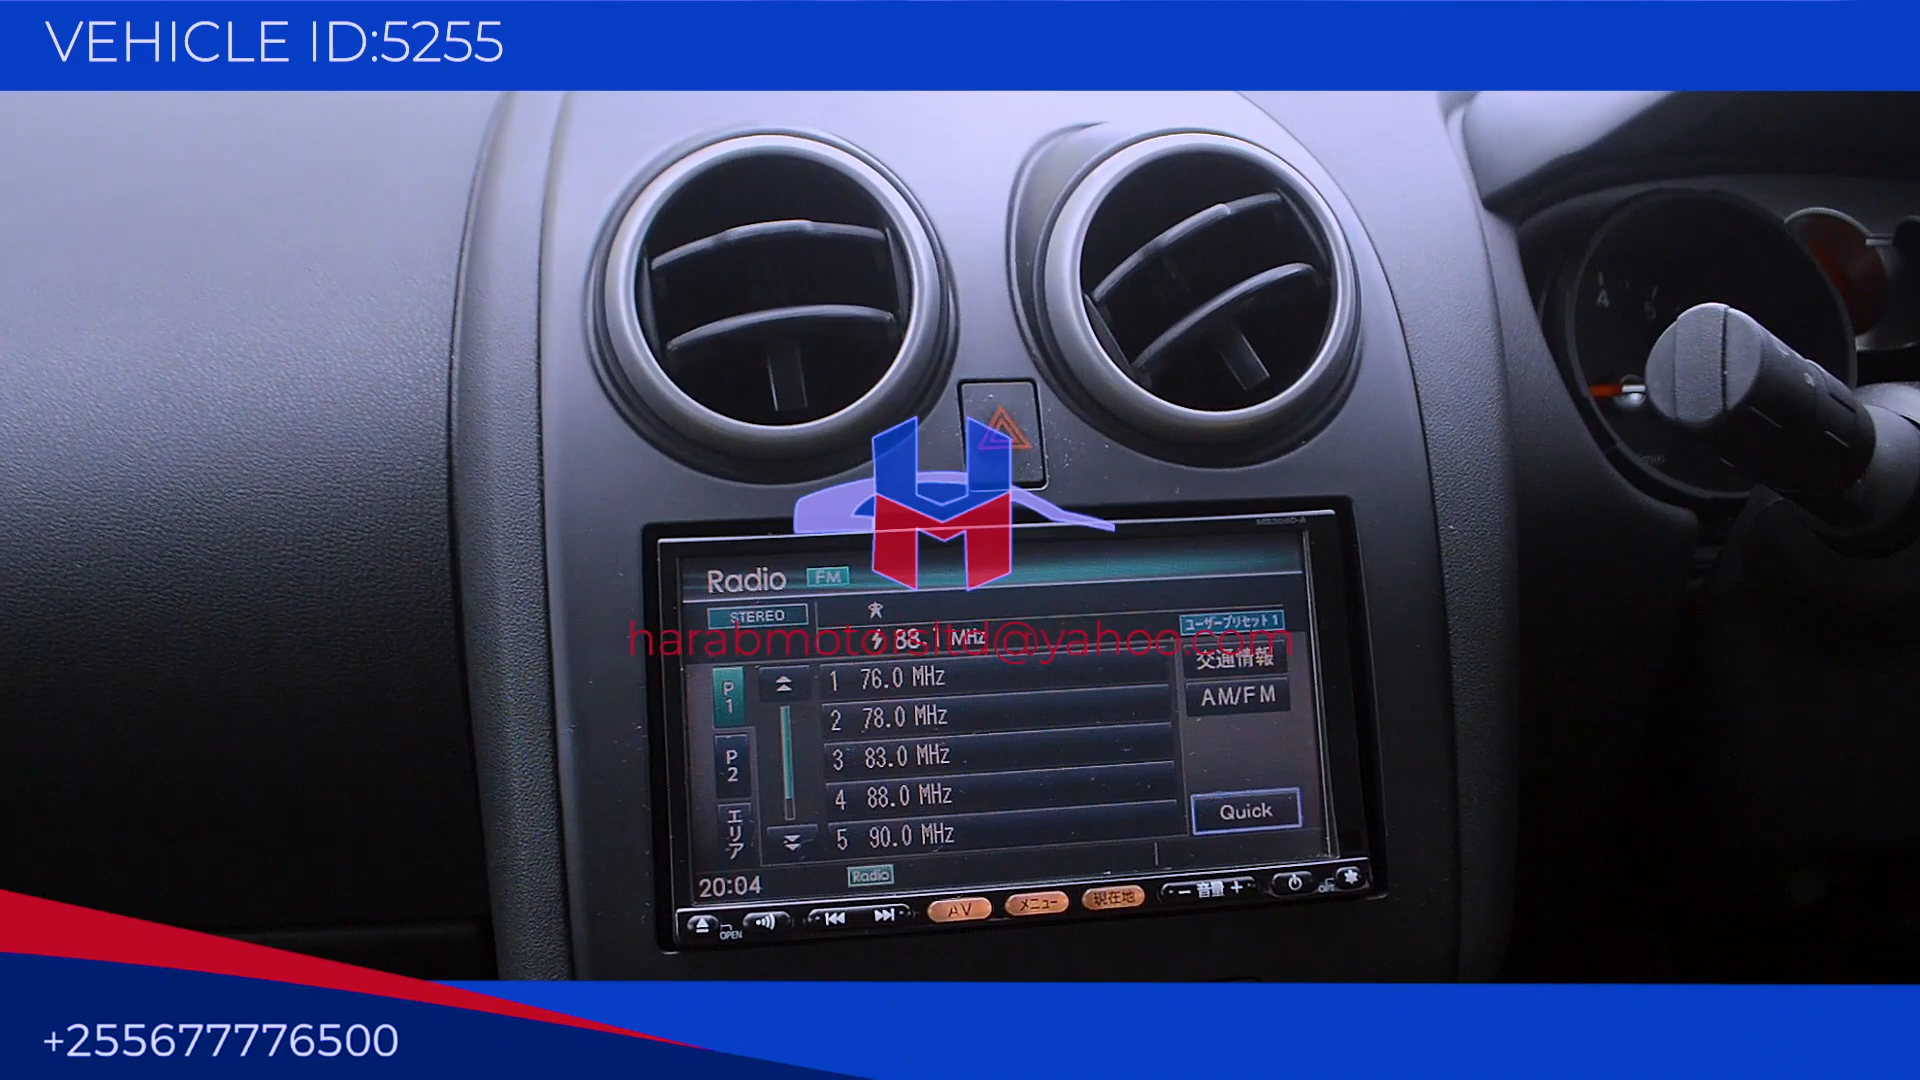 VEHICLE ID:5255
4
5
Radio
FM
STEREO
88.1 MHz
ユーザープリセット 1
harabmotorsltd@yahoo.com
交通情報
AM/FM
P1
P2
エリア
1 76.0 MHz
2 78.0 MHz
3 83.0 MHz
4 88.0 MHz
5 90.0 MHz
Quick
20:04
Radio
OPEN
AV
メニュー
現在地
− 音量 +
+255677776500